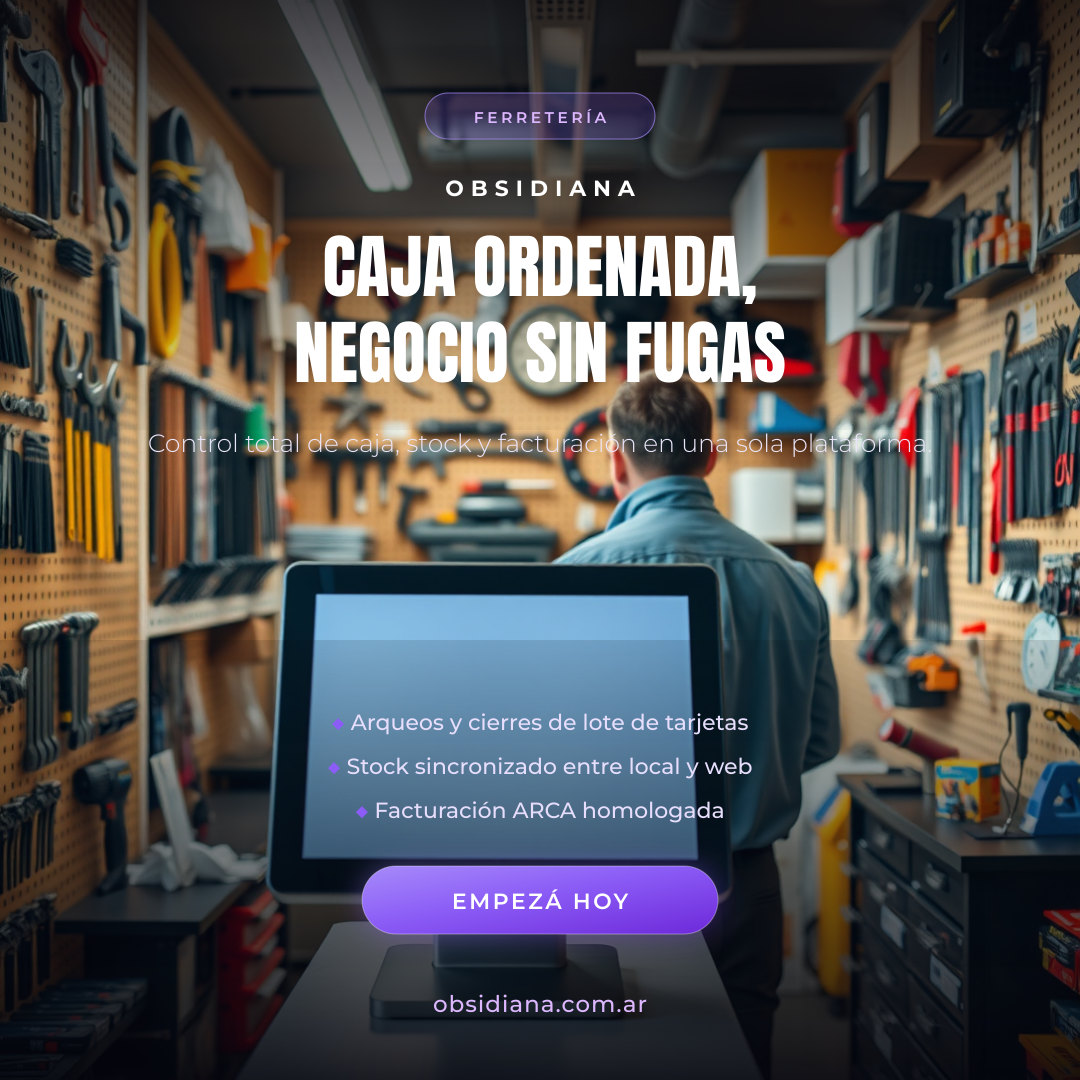 FERRETERÍA
OBSIDIANA
CAJA ORDENADA,
NEGOCIO SIN FUGAS
Control total de caja, stock y facturación en una sola plataforma.
◆ Arqueos y cierres de lote de tarjetas
◆ Stock sincronizado entre local y web
◆ Facturación ARCA homologada
EMPEZÁ HOY
obsidiana.com.ar